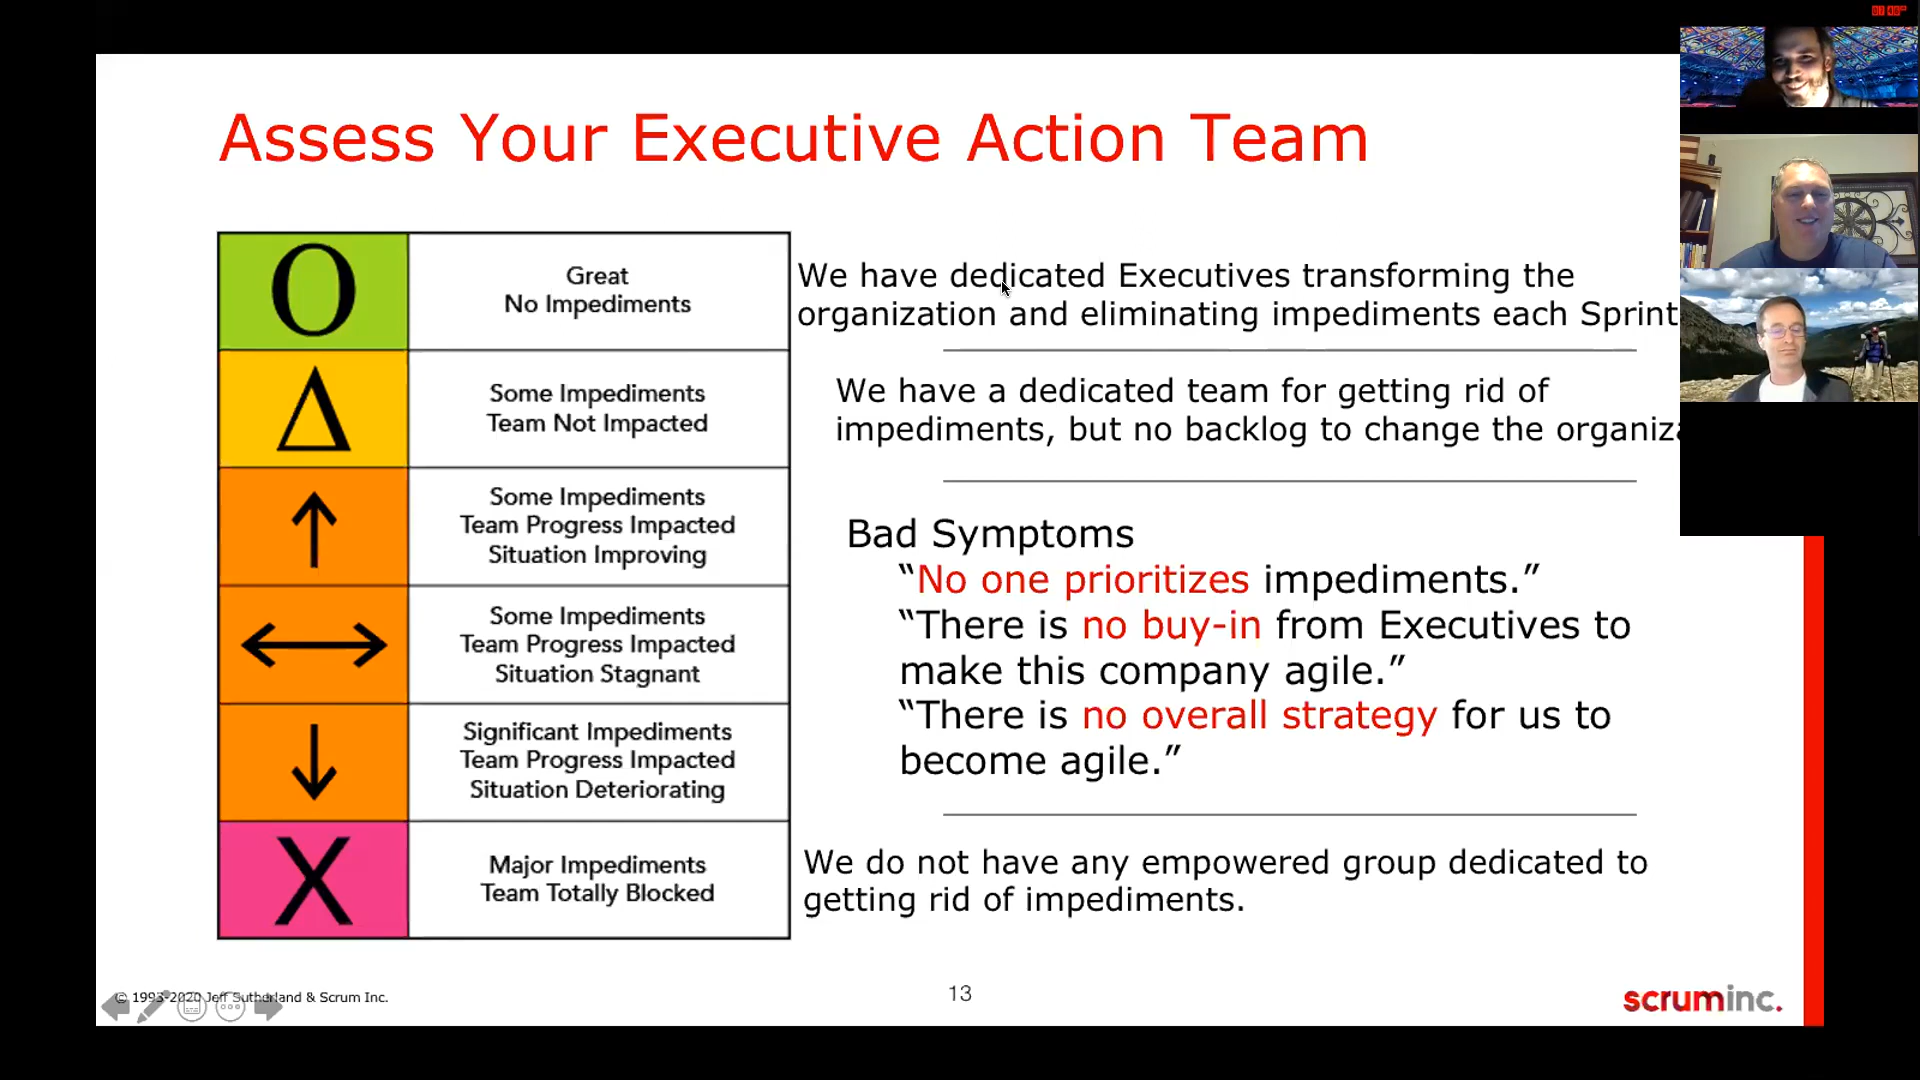 Assess Your Executive Action Team
O
Great
No Impediments
We have dedicated Executives transforming the
organization and eliminating impediments each Sprint
Δ
Some Impediments
Team Not Impacted
We have a dedicated team for getting rid of
impediments, but no backlog to change the
↑
Some Impediments
Team Progress Impacted
Situation Improving
↔
Some Impediments
Team Progress Impacted
Situation Stagnant
↓
Significant Impediments
Team Progress Impacted
Situation Deteriorating
Bad Symptoms
“No one prioritizes impediments.”
“There is no buy-in from Executives to
make this company agile.”
“There is no overall strategy for us to
become agile.”
X
Major Impediments
Team Totally Blocked
We do not have any empowered group dedicated to
getting rid of impediments.
© 1993-2020 Jeff Sutherland & Scrum Inc.
13
scruminc.